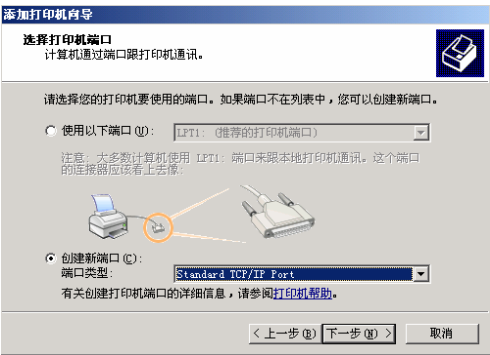 添加打印机向导
选择打印机端口
计算机通过端口跟打印机通讯。
请选择您的打印机要使用的端口。如果端口不在列表中，您可以创建新端口。
使用以下端口(U): LPT1: (推荐的打印机端口)
注意: 大多数计算机使用 LPT1: 端口来跟本地打印机通讯。这个端口
的连接器应该看上去像:
创建新端口(C):
端口类型: Standard TCP/IP Port
有关创建打印机端口的详细信息，请参阅打印机帮助。
< 上一步(B) 下一步(N) > 取消